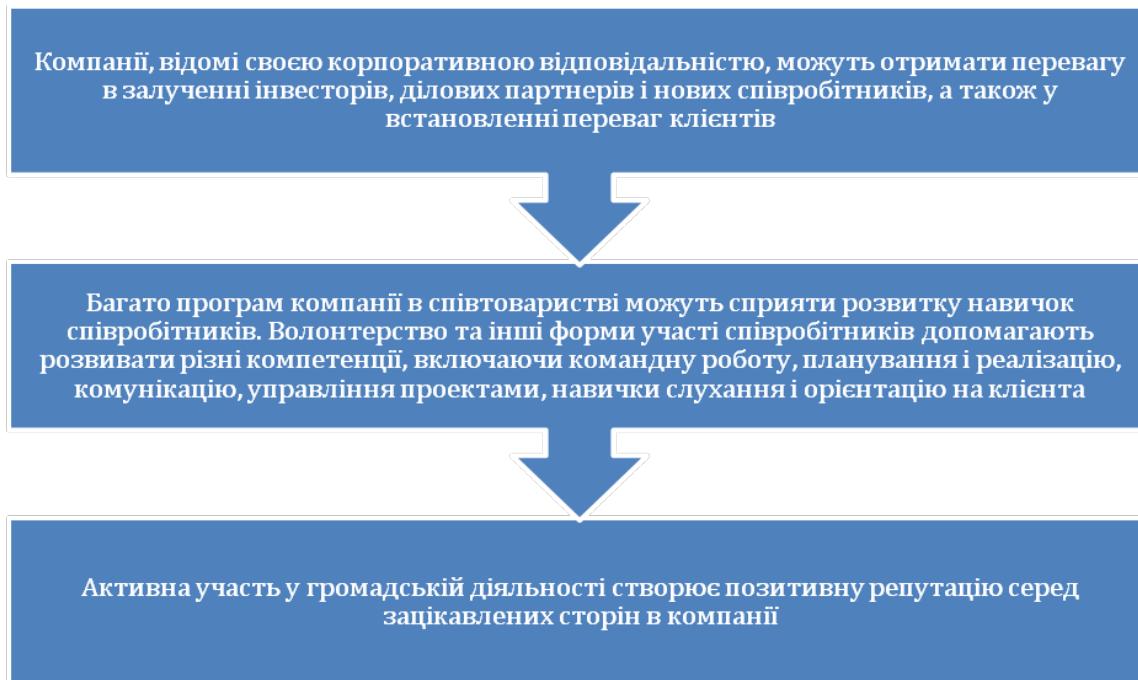 Компанії, відомі своєю корпоративною відповідальністю, можуть отримати перевагу
в залученні інвесторів, ділових партнерів і нових співробітників, а також у
встановленні переваг клієнтів
Багато програм компанії в співтоваристві можуть сприяти розвитку навичок
співробітників. Волонтерство та інші форми участі співробітників допомагають
розвивати різні компетенції, включаючи командну роботу, планування і реалізацію,
комунікацію, управління проектами, навички слухання і орієнтацію на клієнта
Активна участь у громадській діяльності створює позитивну репутацію серед
зацікавлених сторін в компанії